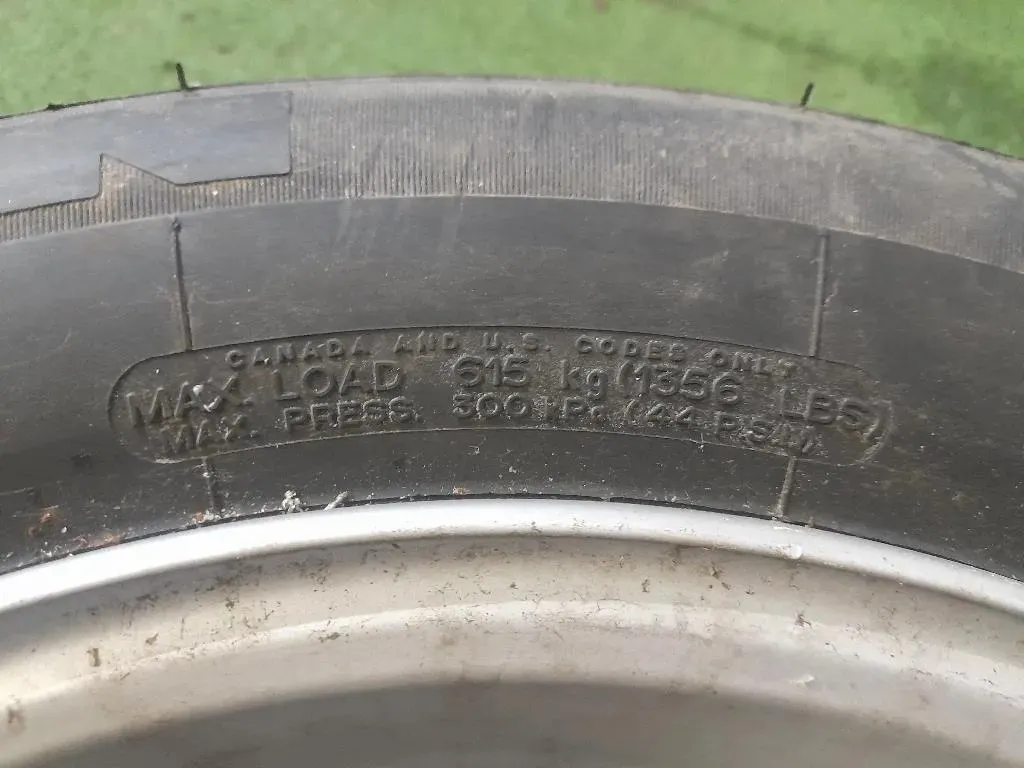 CANADA AND U.S. CODES ONLY
MAX. LOAD 615 kg (1356 LBS)
MAX. PRESS. 300 kPa (44 P.S.I.)